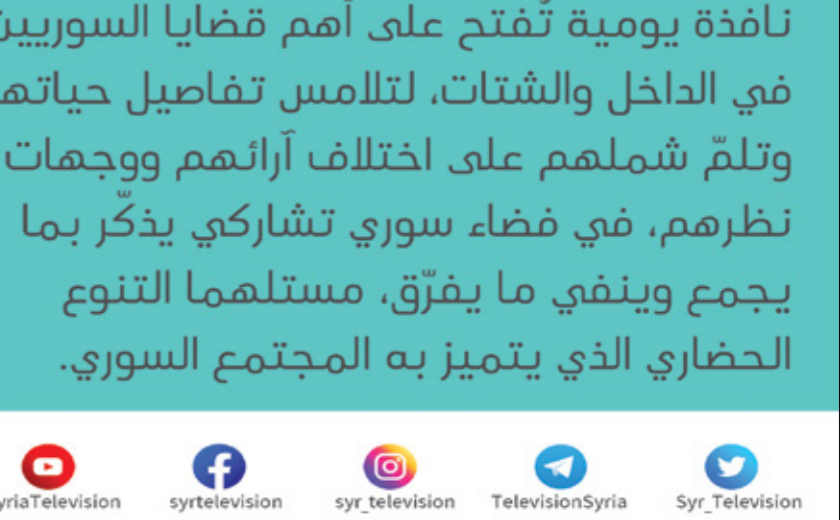 نافذة يومية تُفتح على أهم قضايا السوريين
في الداخل والشتات، لتلامس تفاصيل
وتلمّ شملهم على اختلاف آرائهم ووجهات
نظرهم، في فضاء سوري تشاركي يذكّر بما
يجمع وينفي ما يفرّق، مستلهما التنوع
الحضاري الذي يتميز به المجتمع السوري.
yriaTelevision syrtelevision syr_television TelevisionSyria Syr_Television